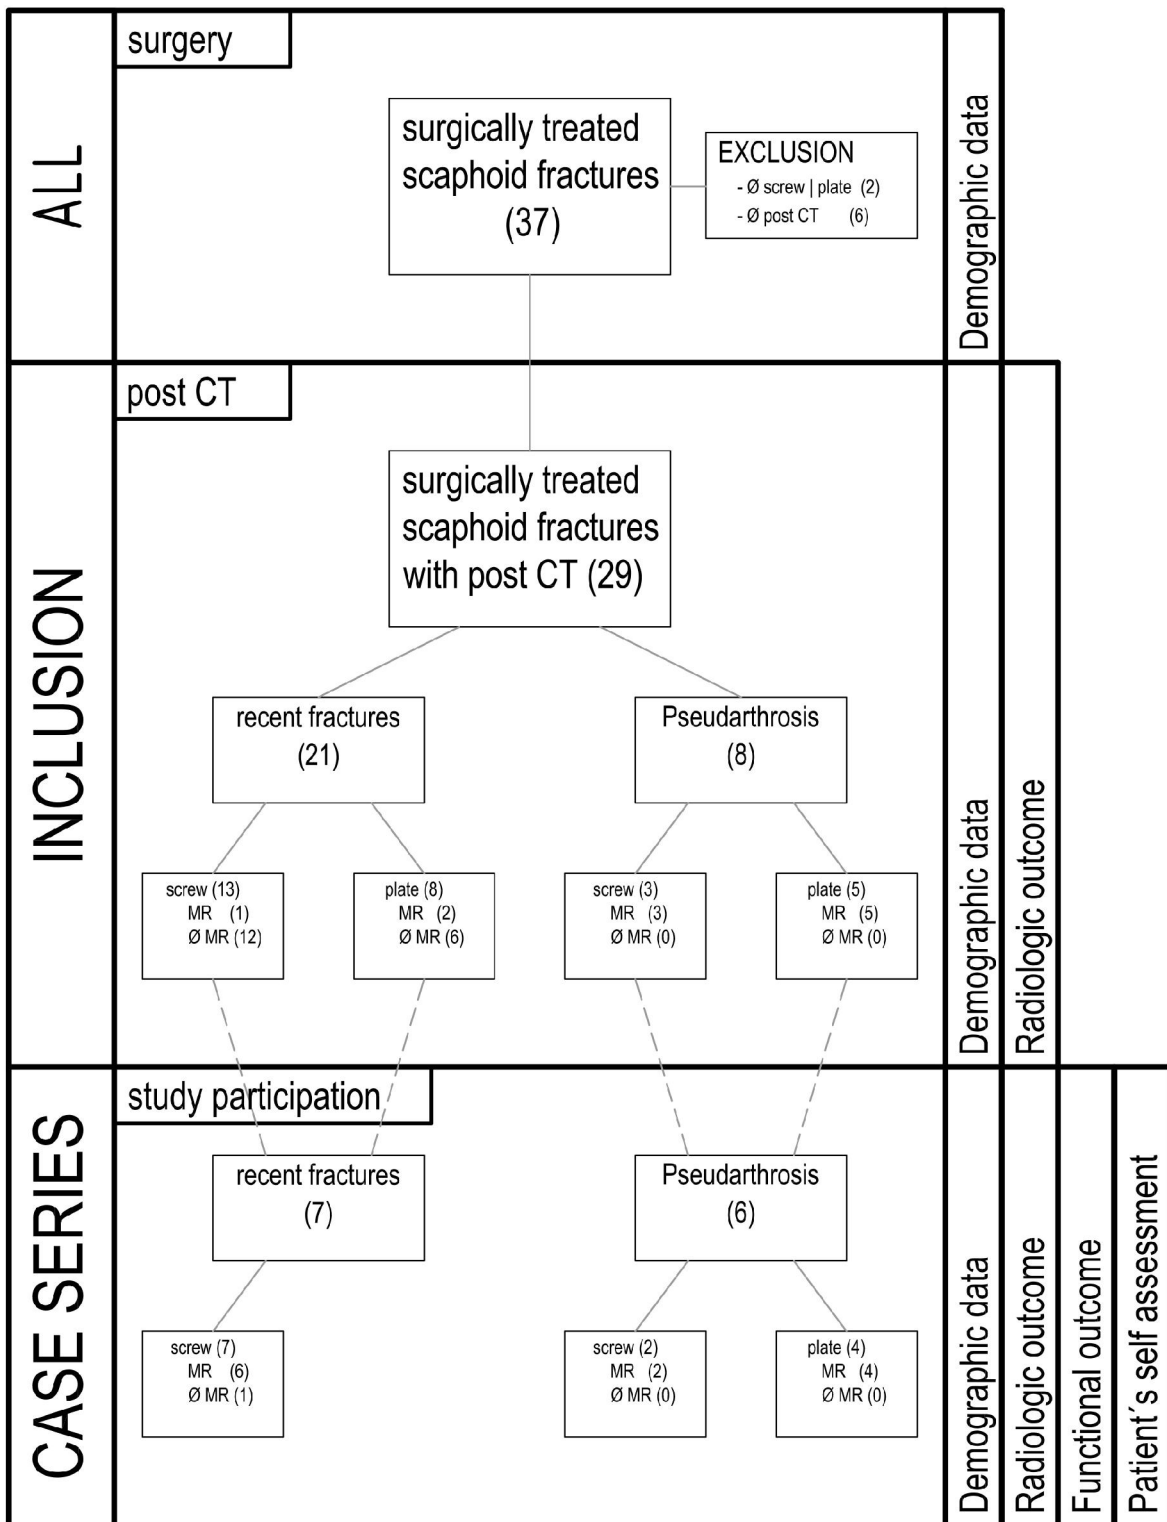 ALL
surgery
surgically treated
scaphoid fractures
(37)
EXCLUSION
- Ø screw | plate (2)
- Ø post CT (6)
Demographic data
INCLUSION
post CT
surgically treated
scaphoid fractures
with post CT (29)
recent fractures
(21)
Pseudarthrosis
(8)
screw (13)
MR (1)
Ø MR (12)
plate (8)
MR (2)
Ø MR (6)
screw (3)
MR (3)
Ø MR (0)
plate (5)
MR (5)
Ø MR (0)
Demographic data
Radiologic outcome
CASE SERIES
study participation
recent fractures
(7)
Pseudarthrosis
(6)
screw (7)
MR (6)
Ø MR (1)
screw (2)
MR (2)
Ø MR (0)
plate (4)
MR (4)
Ø MR (0)
Demographic data
Radiologic outcome
Functional outcome
Patient´s self assessment